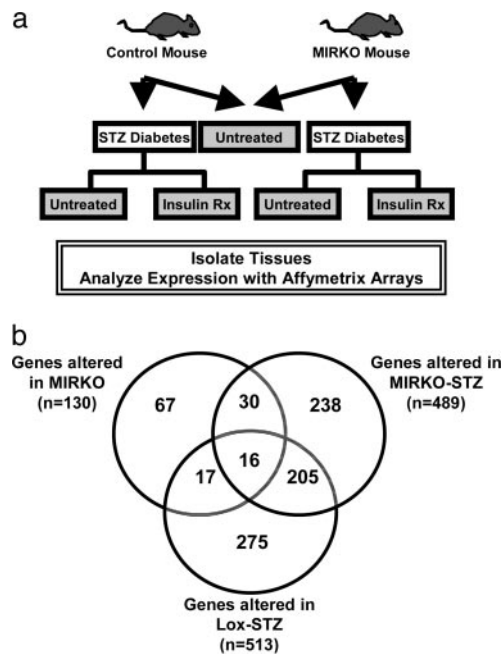 a
Control Mouse
MIRKO Mouse
STZ Diabetes
Untreated
STZ Diabetes
Untreated
Insulin Rx
Untreated
Insulin Rx
Isolate Tissues
Analyze Expression with Affymetrix Arrays
b
Genes altered
in MIRKO
(n=130)
Genes altered in
MIRKO-STZ
(n=489)
67
30
238
16
17
205
275
Genes altered in
Lox-STZ
(n=513)